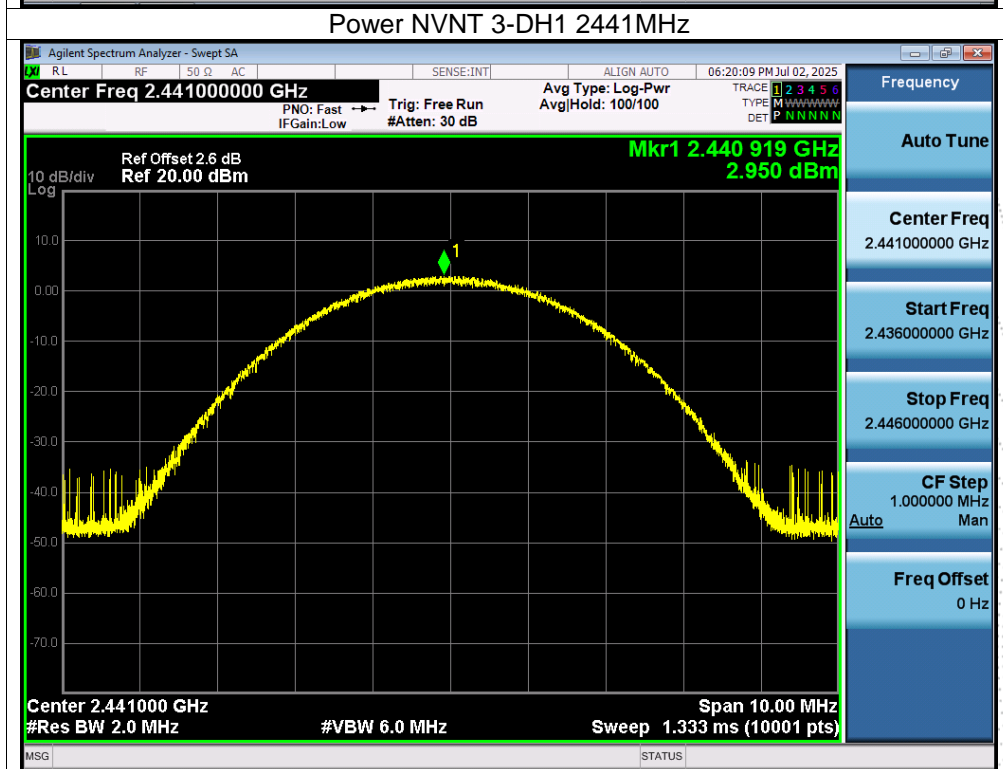 Power NVNT 3-DH1 2441MHz
Agilent Spectrum Analyzer - Swept SA
LXI RL RF 50 Ω AC SENSE:INT ALIGN AUTO 06:20:09 PM Jul 02, 2025
Center Freq 2.441000000 GHz
PNO: Fast
IFGain:Low
Trig: Free Run
#Atten: 30 dB
Avg Type: Log-Pwr
Avg|Hold: 100/100
TRACE 1 2 3 4 5 6
TYPE M WWWWW
DET P N N N N N
Frequency
Auto Tune
Center Freq
2.441000000 GHz
Start Freq
2.436000000 GHz
Stop Freq
2.446000000 GHz
CF Step
1.000000 MHz
Auto Man
Freq Offset
0 Hz
Mkr1 2.440 919 GHz
2.950 dBm
Ref Offset 2.6 dB
10 dB/div Ref 20.00 dBm
Log
10.0
0.00
-10.0
-20.0
-30.0
-40.0
-50.0
-60.0
-70.0
1
Center 2.441000 GHz Span 10.00 MHz
#Res BW 2.0 MHz #VBW 6.0 MHz Sweep 1.333 ms (10001 pts)
MSG STATUS